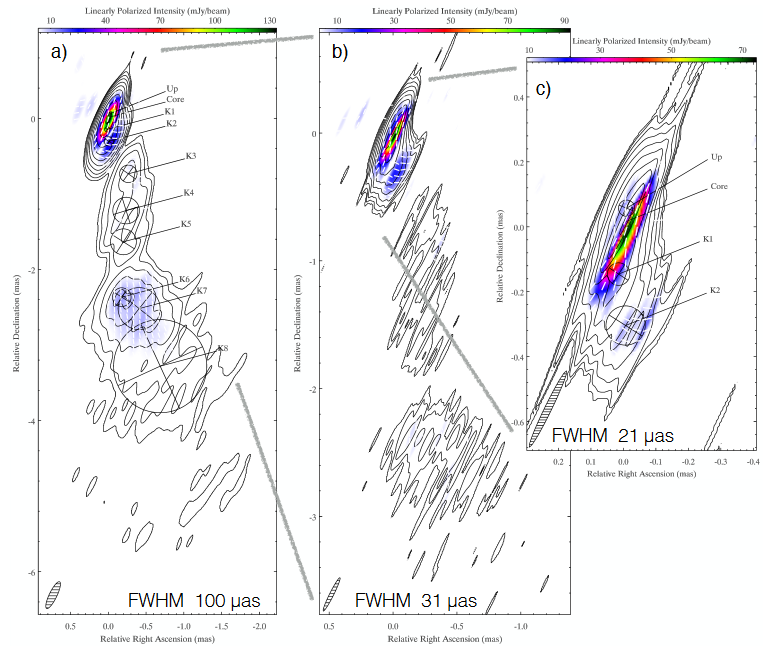 Linearly Polarized Intensity (mJy/beam)
10 40 70 100 130
a)
Up
Core
K1
K2
K3
K4
K5
K6
K7
K8
0
-2
-4
-6
Relative Declination (mas)
FWHM 100 µas
0.5 0.0 -0.5 -1.0 -1.5 -2.0
Relative Right Ascension (mas)
Linearly Polarized Intensity (mJy/beam)
10 30 50 70 90
b)
0
-1
-2
-3
Relative Declination (mas)
FWHM 31 µas
0.5 0.0 -0.5 -1.0
Relative Right Ascension (mas)
Linearly Polarized Intensity (mJy/beam)
10 30 50 70
c)
Up
Core
K1
K2
0.4
0.2
0.0
-0.2
-0.4
-0.6
Relative Declination (mas)
FWHM 21 µas
0.2 0.1 0.0 -0.1 -0.2 -0.3 -0.4
Relative Right Ascension (mas)